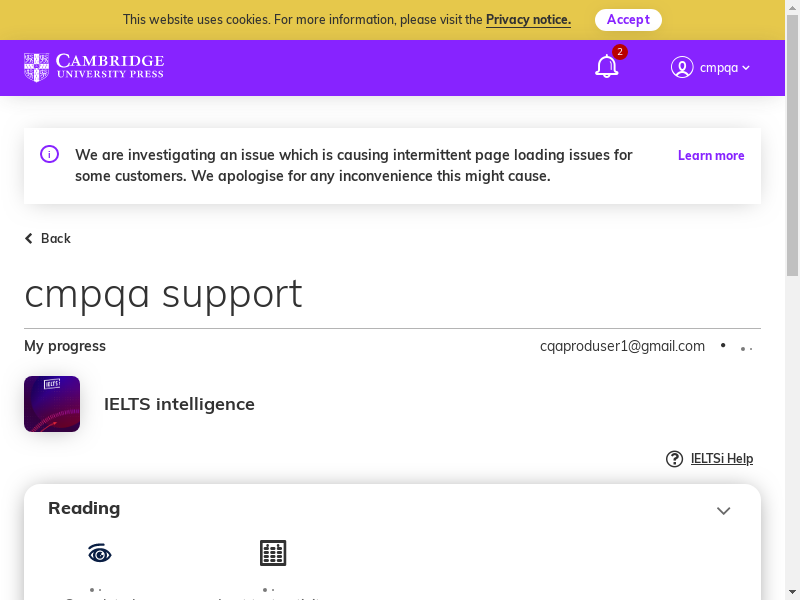 This website uses cookies. For more information, please visit the Privacy notice.
Accept
CAMBRIDGE
UNIVERSITY PRESS
2
cmpqa
We are investigating an issue which is causing intermittent page loading issues for
some customers. We apologise for any inconvenience this might cause.
Learn more
Back
cmpqa support
My progress
cqaproduser1@gmail.com •
IELTS
IELTS intelligence
IELTSi Help
Reading